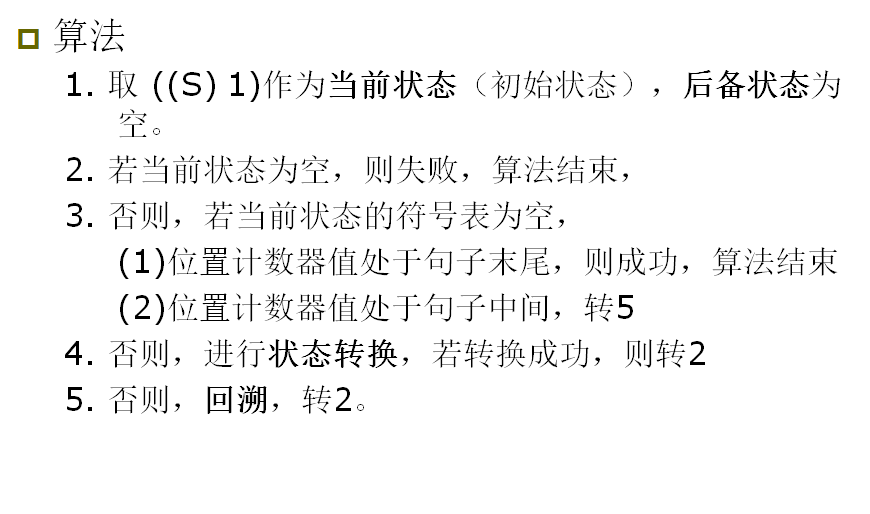 算法
1. 取 ((S) 1)作为当前状态（初始状态），后备状态为
空。
2. 若当前状态为空，则失败，算法结束，
3. 否则，若当前状态的符号表为空，
(1)位置计数器值处于句子末尾，则成功，算法结束
(2)位置计数器值处于句子中间，转5
4. 否则，进行状态转换，若转换成功，则转2
5. 否则，回溯，转2。